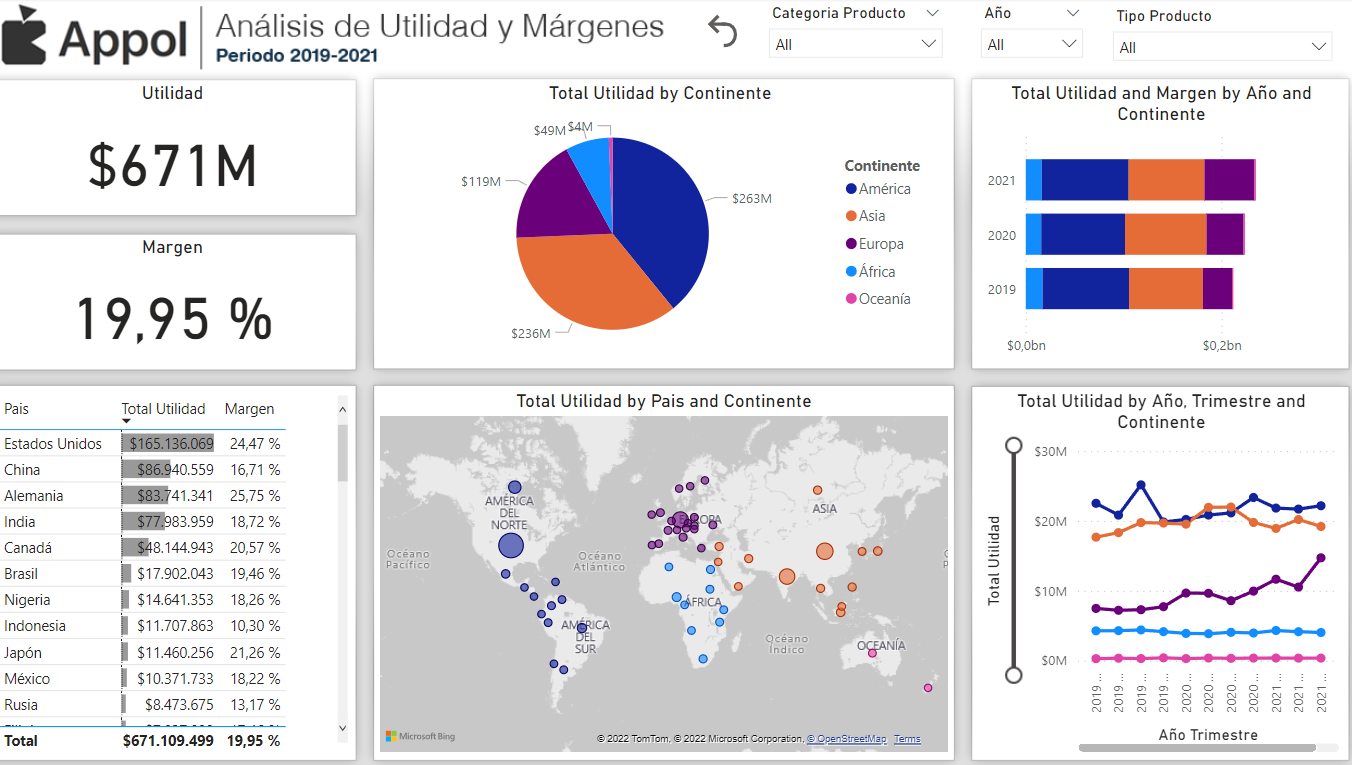 Appol
Análisis de Utilidad y Márgenes
Periodo 2019-2021
Categoria Producto
All
Año
All
Tipo Producto
All
Utilidad
$671M
Margen
19,95 %
Total Utilidad by Continente
$49M
$4M
$119M
$263M
$236M
Continente
América
Asia
Europa
África
Oceanía
Total Utilidad and Margen by Año and
Continente
2021
2020
2019
$0,0bn
$0,2bn
Pais Total Utilidad Margen
Estados Unidos $165.136.069 24,47 %
China $86.940.559 16,71 %
Alemania $83.741.341 25,75 %
India $77.983.959 18,72 %
Canadá $48.144.943 20,57 %
Brasil $17.902.043 19,46 %
Nigeria $14.641.353 18,26 %
Indonesia $11.707.863 10,30 %
Japón $11.460.256 21,26 %
México $10.371.733 18,22 %
Rusia $8.473.675 13,17 %
Total $671.109.499 19,95 %
Total Utilidad by Pais and Continente
AMÉRICA
DEL
NORTE
ASIA
Océano
Pacífico
Océano
Atlántico
ÁFRICA
AMÉRICA
DEL
SUR
Océano
Índico
OCEANÍA
Microsoft Bing
© 2022 TomTom, © 2022 Microsoft Corporation, © OpenStreetMap Terms
Total Utilidad by Año, Trimestre and
Continente
Total Utilidad
$30M
$20M
$10M
$0M
2019 ...
2019 ...
2019 ...
2019 ...
2020 ...
2020 ...
2020 ...
2020 ...
2021 ...
2021 ...
2021 ...
Año Trimestre